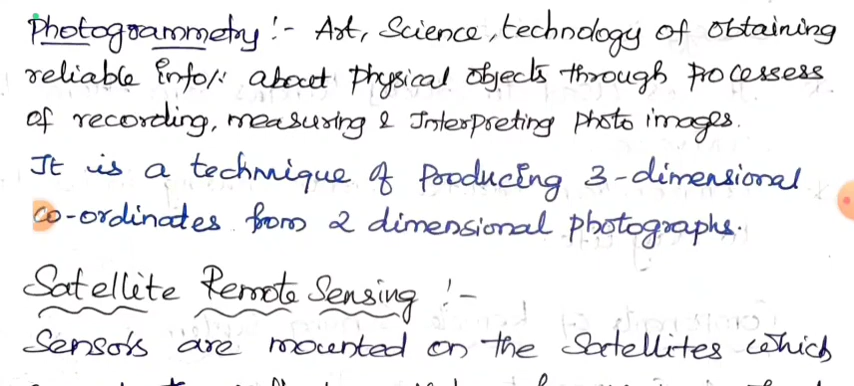 Photogrammetry :- Art, Science, technology of obtaining
reliable info/: about physical objects through processess
of recording, measuring & Interpreting photo images.
It is a technique of Producing 3-dimensional
co-ordinates from 2 dimensional photographs.
Satellite Remote Sensing :-
Sensors are mounted on the Satellites which